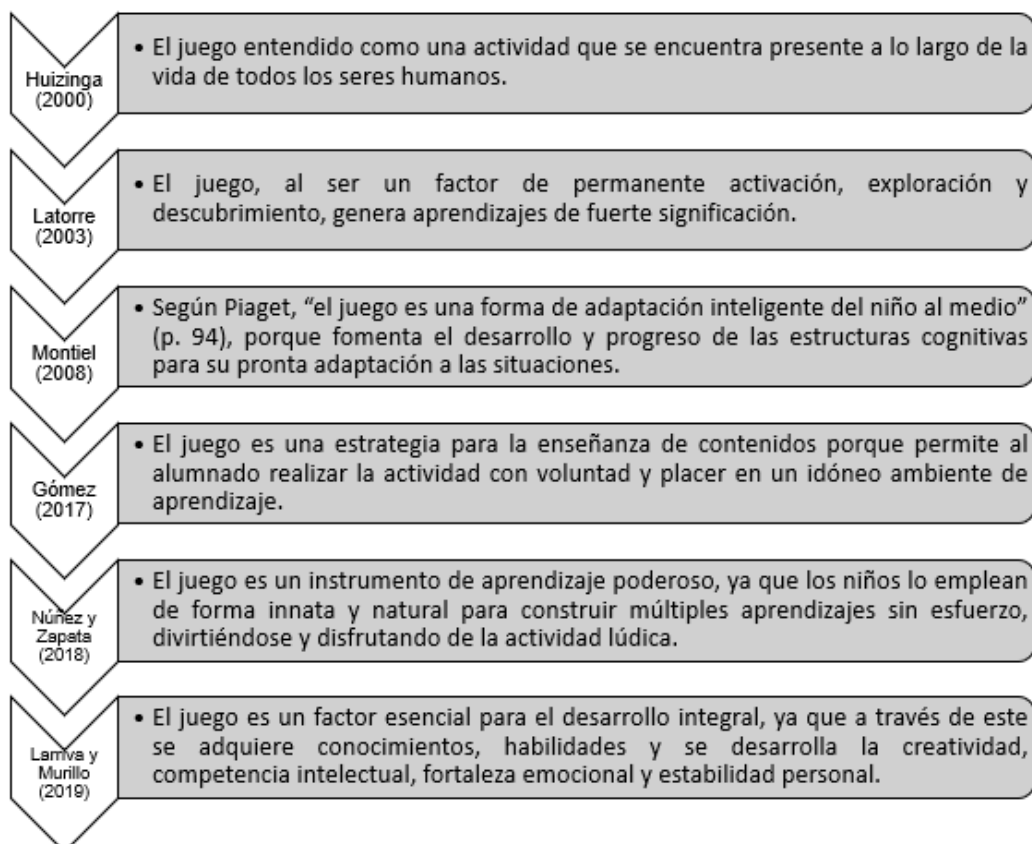 Huizinga
(2000)
• El juego entendido como una actividad que se encuentra presente a lo largo de la
vida de todos los seres humanos.
Latorre
(2003)
• El juego, al ser un factor de permanente activación, exploración y
descubrimiento, genera aprendizajes de fuerte significación.
Montiel
(2008)
• Según Piaget, “el juego es una forma de adaptación inteligente del niño al medio”
(p. 94), porque fomenta el desarrollo y progreso de las estructuras cognitivas
para su pronta adaptación a las situaciones.
Gómez
(2017)
• El juego es una estrategia para la enseñanza de contenidos porque permite al
alumnado realizar la actividad con voluntad y placer en un idóneo ambiente de
aprendizaje.
Núñez y
Zapata
(2018)
• El juego es un instrumento de aprendizaje poderoso, ya que los niños lo emplean
de forma innata y natural para construir múltiples aprendizajes sin esfuerzo,
divirtiéndose y disfrutando de la actividad lúdica.
Larriva y
Murillo
(2019)
• El juego es un factor esencial para el desarrollo integral, ya que a través de este
se adquiere conocimientos, habilidades y se desarrolla la creatividad,
competencia intelectual, fortaleza emocional y estabilidad personal.